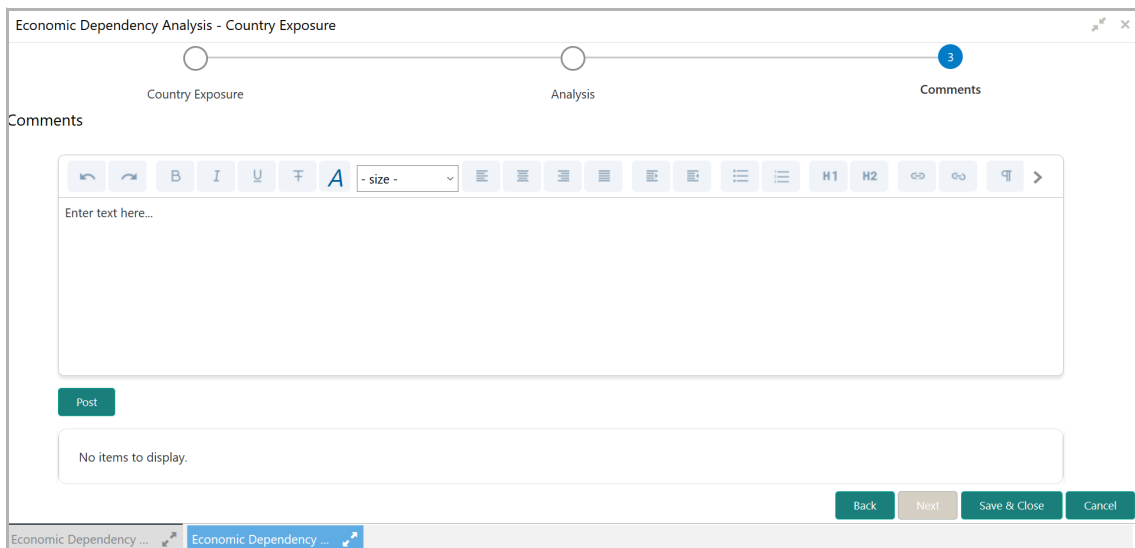 Economic Dependency Analysis - Country Exposure
3
Country Exposure Analysis Comments
Comments
B I U T A - size - H1 H2 ¶
Enter text here...
Post
No items to display.
Back Next Save & Close Cancel
Economic Dependency ... Economic Dependency ...